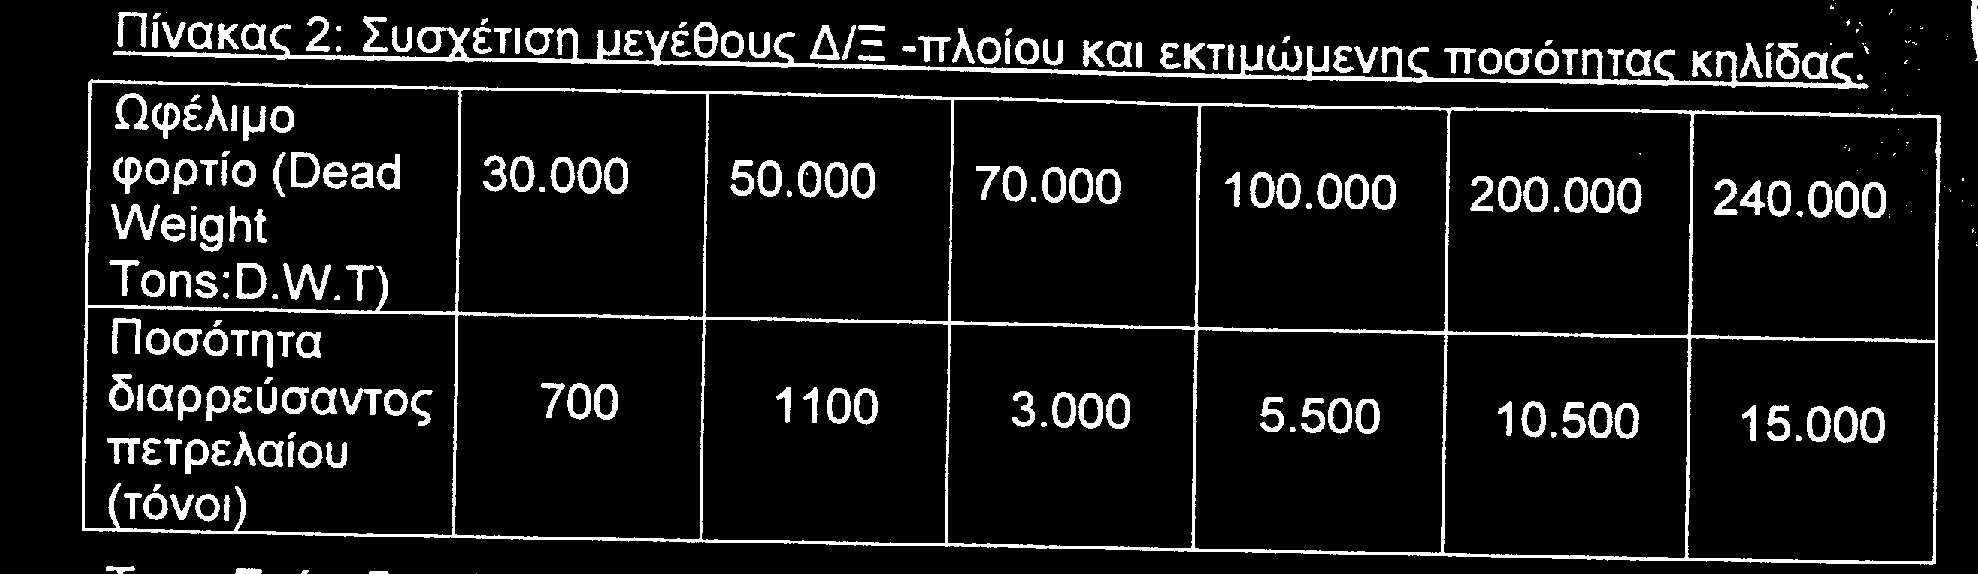 Πίνακας 2: Συσχέτιση μεγέθους Δ/Ξ -πλοίου και εκτιμώμενης ποσότητας κηλίδας.
Ωφέλιμο
φορτίο (Dead
Weight
Tons:D.W.T)
30.000 50.000 70.000 100.000 200.000 240.000
Ποσότητα
διαρρεύσαντος
πετρελαίου
(τόνοι)
700 1100 3.000 5.500 10.500 15.000